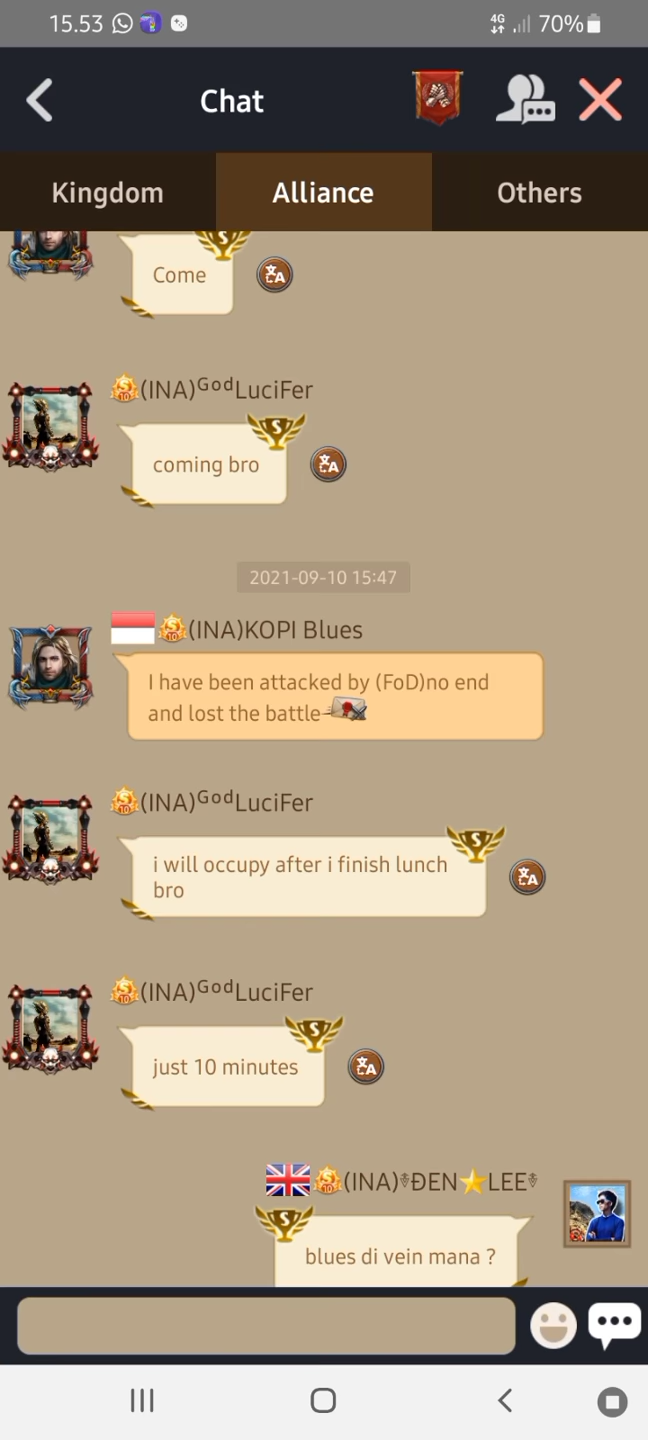 15.53
4G 70%
Chat
Kingdom Alliance Others
Come
(INA)ᴳᵒᵈLuciFer
coming bro
2021-09-10 15:47
(INA)KOPI Blues
I have been attacked by (FoD)no end
and lost the battle
(INA)ᴳᵒᵈLuciFer
i will occupy after i finish lunch
bro
(INA)ᴳᵒᵈLuciFer
just 10 minutes
(INA)ĐEN⭐LEE
blues di vein mana ?